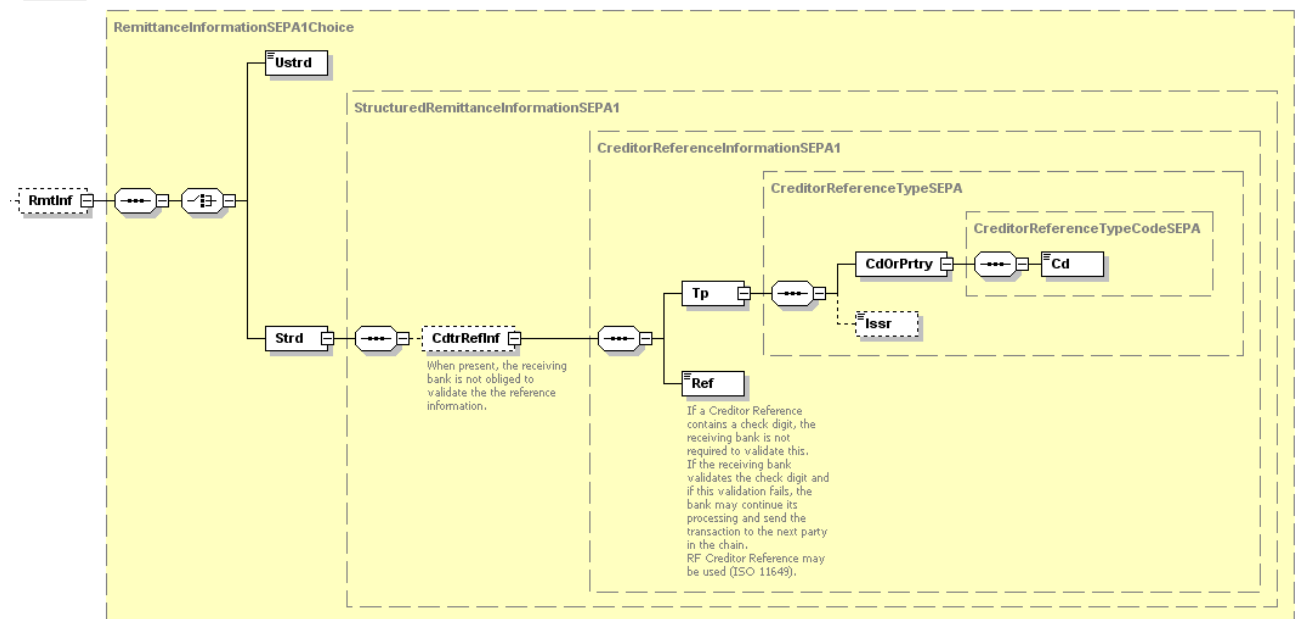 RemittanceInformationSEPA1Choice
Ustrd
StructuredRemittanceInformationSEPA1
CreditorReferenceInformationSEPA1
CreditorReferenceTypeSEPA
RmtInf
CreditorReferenceTypeCodeSEPA
CdOrPrtry
Cd
Tp
Issr
Strd
CdtrRefInf
When present, the receiving
bank is not obliged to
validate the the reference
information.
Ref
If a Creditor Reference
contains a check digit, the
receiving bank is not
required to validate this.
If the receiving bank
validates the check digit and
if this validation fails, the
bank may continue its
processing and send the
transaction to the next party
in the chain.
RF Creditor Reference may
be used (ISO 11649).